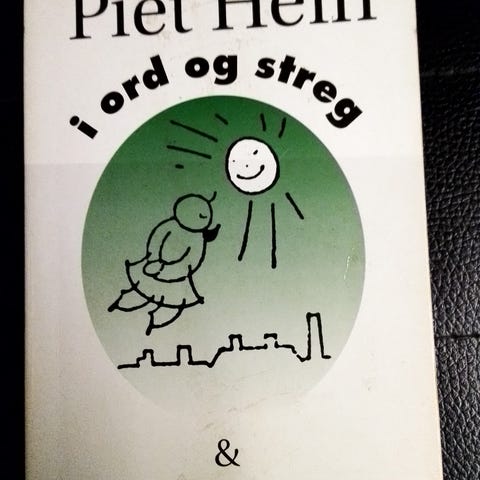 Piet Hein
i ord og streg
&